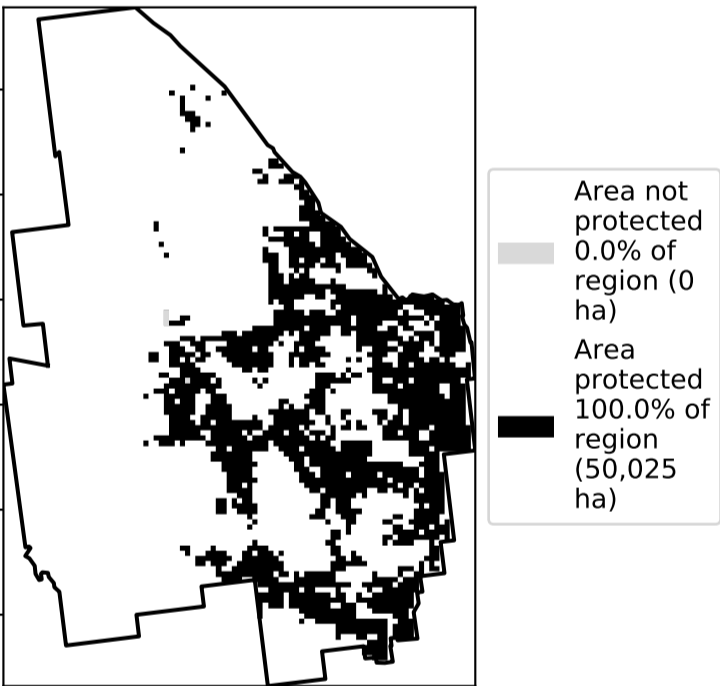 Area not
protected
0.0% of
region (0
ha)
Area
protected
100.0% of
region
(50,025
ha)